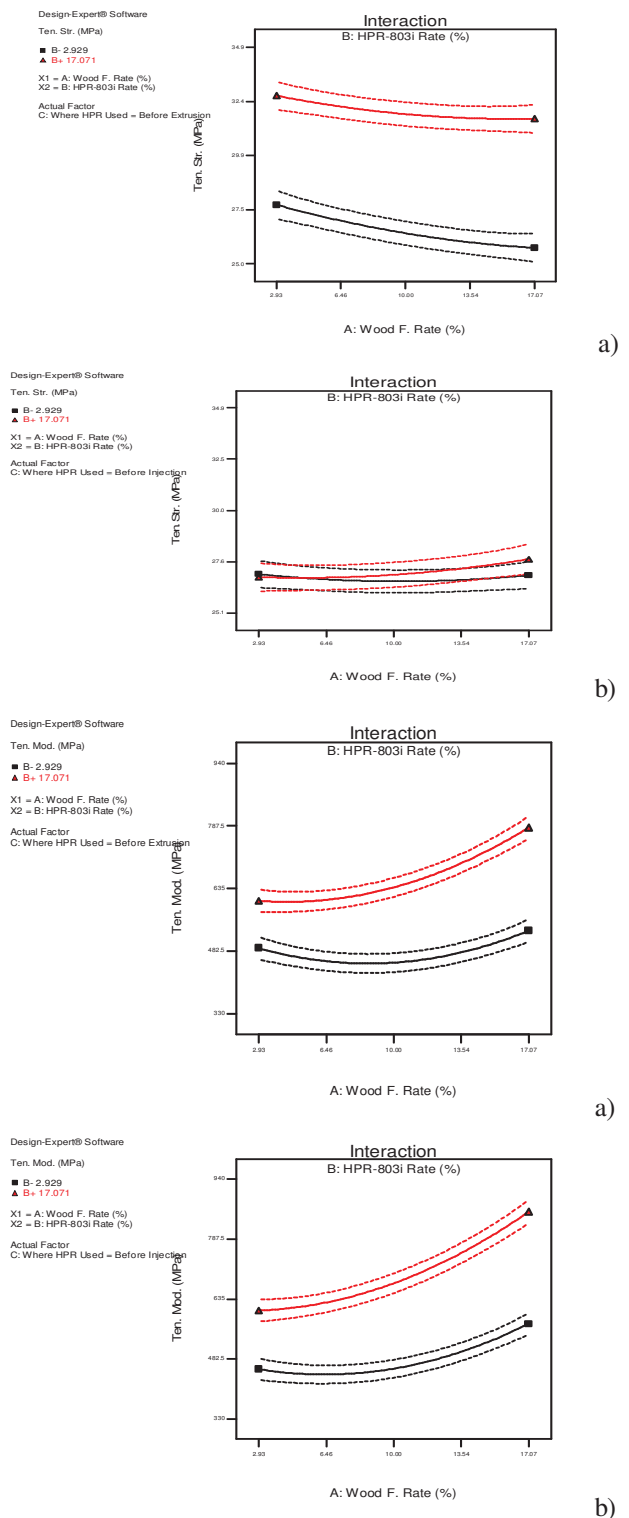 Design-Expert® Software
Ten. Str. (MPa)
B- 2.929
B+ 17.071
X1 = A: Wood F. Rate (%)
X2 = B: HPR-803i Rate (%)
Actual Factor
C: Where HPR Used = Before Extrusion
Interaction
B: HPR-803i Rate (%)
Ten. Str. (MPa)
34.9
32.4
29.9
27.5
25.0
2.93 6.46 10.00 13.54 17.07
A: Wood F. Rate (%)
a)
Design-Expert® Software
Ten. Str. (MPa)
B- 2.929
B+ 17.071
X1 = A: Wood F. Rate (%)
X2 = B: HPR-803i Rate (%)
Actual Factor
C: Where HPR Used = Before Injection
Interaction
B: HPR-803i Rate (%)
Ten. Str. (MPa)
34.9
32.5
30.0
27.6
25.1
2.93 6.46 10.00 13.54 17.07
A: Wood F. Rate (%)
b)
Design-Expert® Software
Ten. Mod. (MPa)
B- 2.929
B+ 17.071
X1 = A: Wood F. Rate (%)
X2 = B: HPR-803i Rate (%)
Actual Factor
C: Where HPR Used = Before Extrusion
Interaction
B: HPR-803i Rate (%)
Ten. Mod. (MPa)
940
787.5
635
482.5
330
2.93 6.46 10.00 13.54 17.07
A: Wood F. Rate (%)
a)
Design-Expert® Software
Ten. Mod. (MPa)
B- 2.929
B+ 17.071
X1 = A: Wood F. Rate (%)
X2 = B: HPR-803i Rate (%)
Actual Factor
C: Where HPR Used = Before Injection
Interaction
B: HPR-803i Rate (%)
Ten. Mod. (MPa)
940
787.5
635
482.5
330
2.93 6.46 10.00 13.54 17.07
A: Wood F. Rate (%)
b)